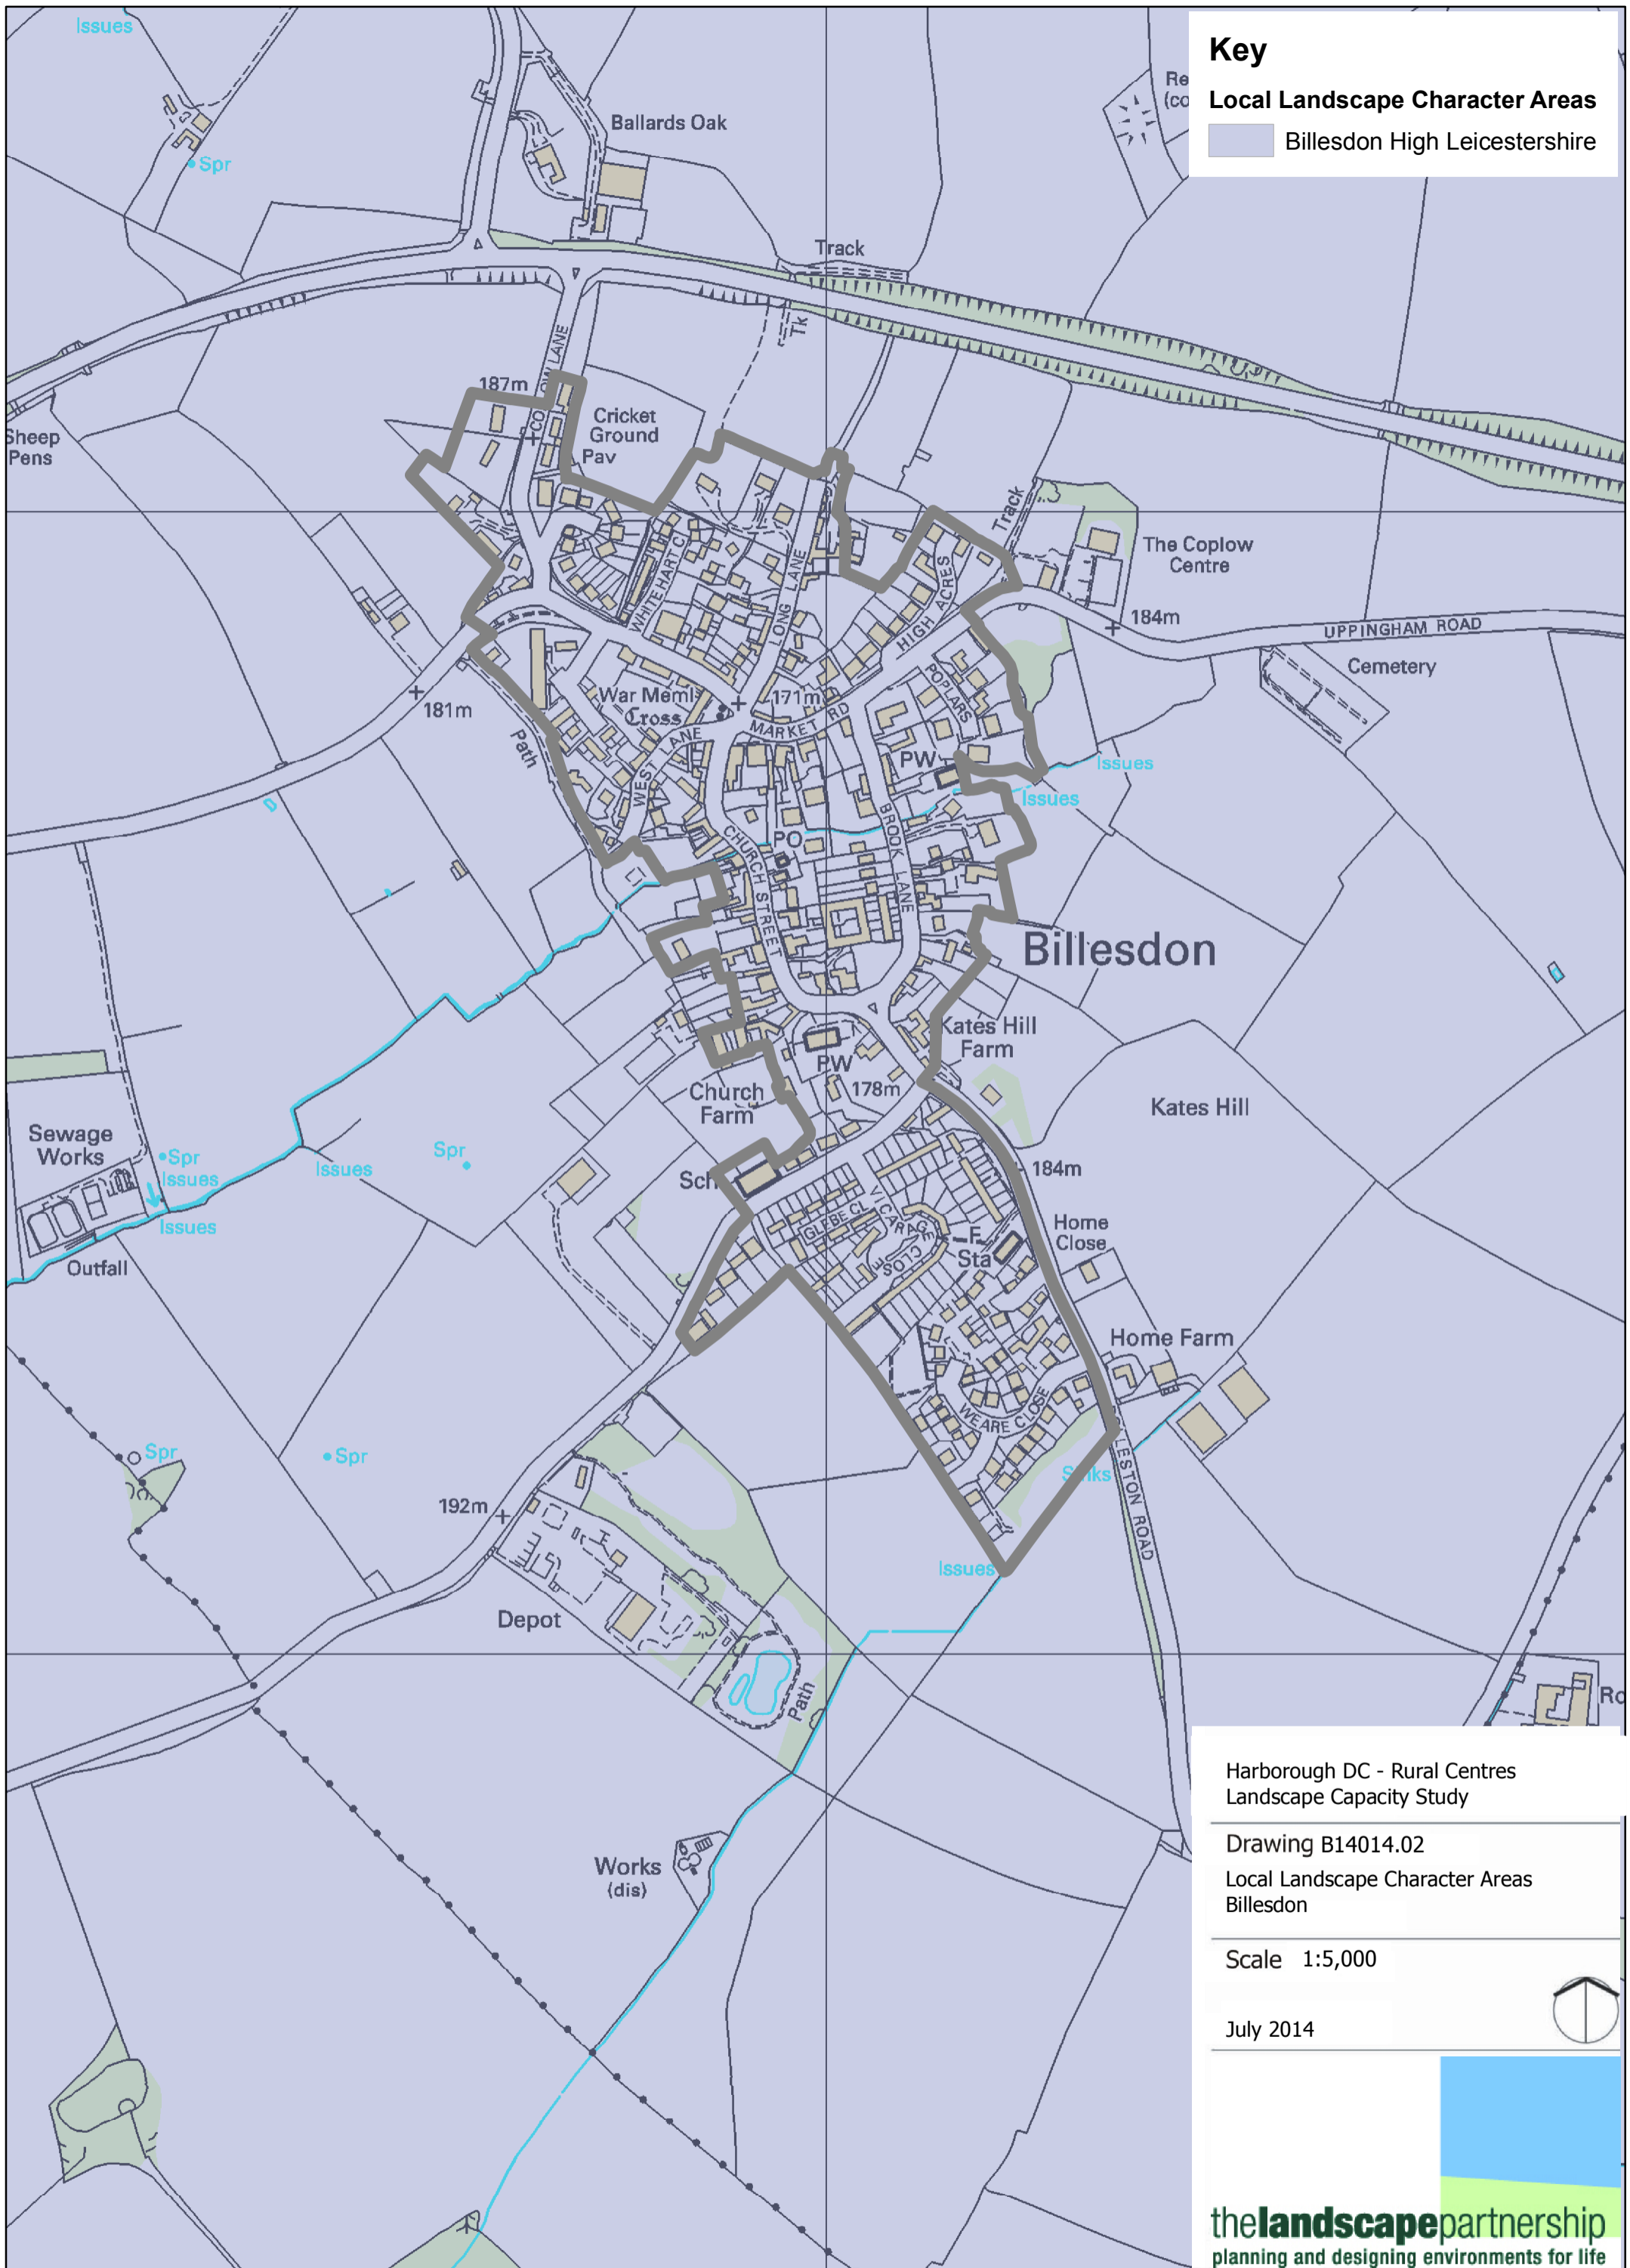 Issues
Key
Local Landscape Character Areas
Billesdon High Leicestershire
Ballards Oak
Spr
Track
Tk
187m
Cricket
Ground
Pav
Sheep
Pens
Track
The Coplow
Centre
WHITEHART C
LONG LANE
HIGH ACRES
184m
UPPINGHAM ROAD
Cemetery
POPLARS
War Meml
Cross
171m
MARKET RD
181m
Path
WEST LANE
PW
Issues
Issues
PO
BROOK LANE
CHURCH STREET
Billesdon
Kates Hill
Farm
PW
178m
Church
Farm
Kates Hill
Sewage
Works
Spr
Issues
Issues
Issues
Spr
Outfall
Sch
184m
GLEBE CL
VICARAGE
CLOSE
F
Sta
Home
Close
Home Farm
WEARE CLOSE
LESTON ROAD
Spr
Spr
192m
Issues
Depot
Path
Works
(dis)
Harborough DC - Rural Centres
Landscape Capacity Study
Drawing B14014.02
Local Landscape Character Areas
Billesdon
Scale 1:5,000
July 2014
thelandscapepartnership
planning and designing environments for life